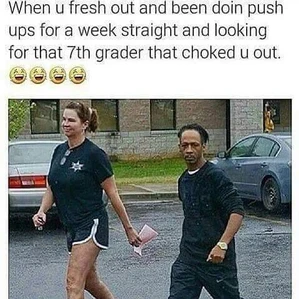 When u fresh out and been doin push
ups for a week straight and looking
for that 7th grader that choked u out.
😂😂😂😂